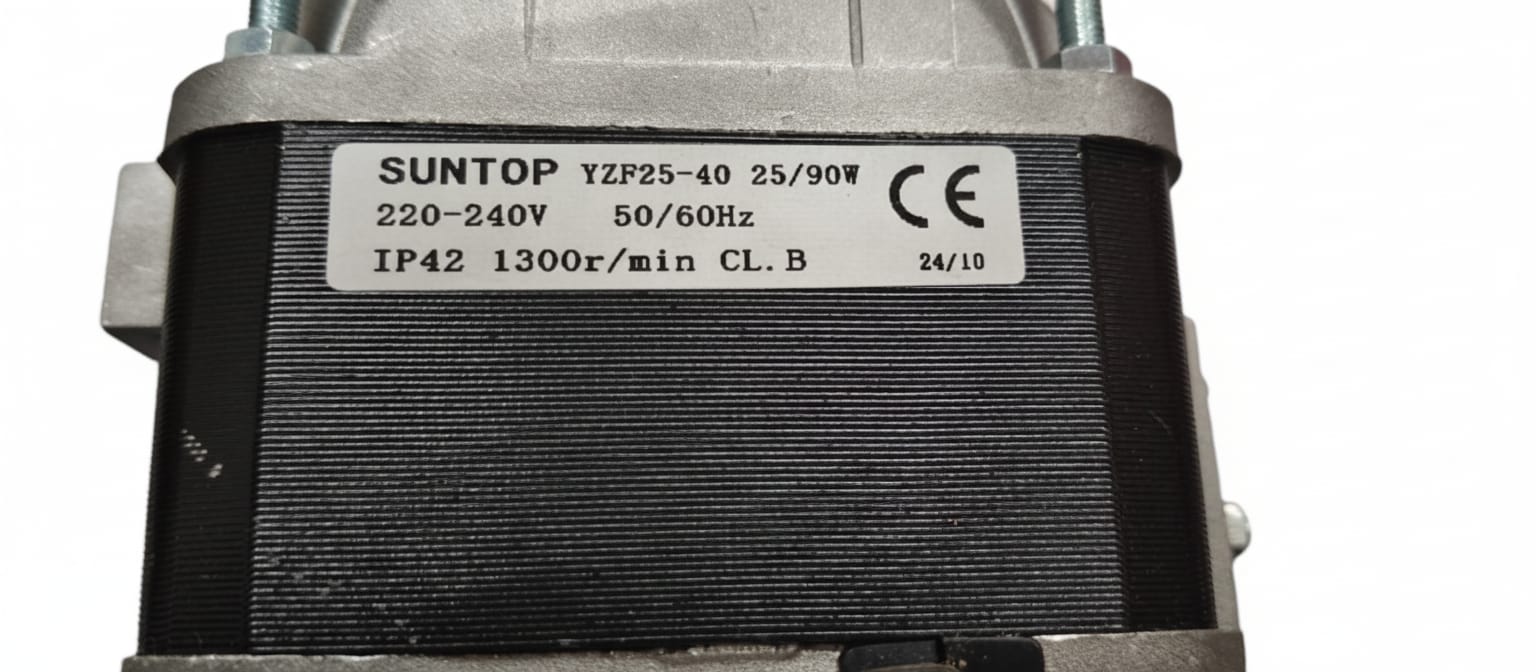 SUNTOP YZF25-40 25/90W CE
220-240V 50/60Hz
IP42 1300r/min CL.B 24/10